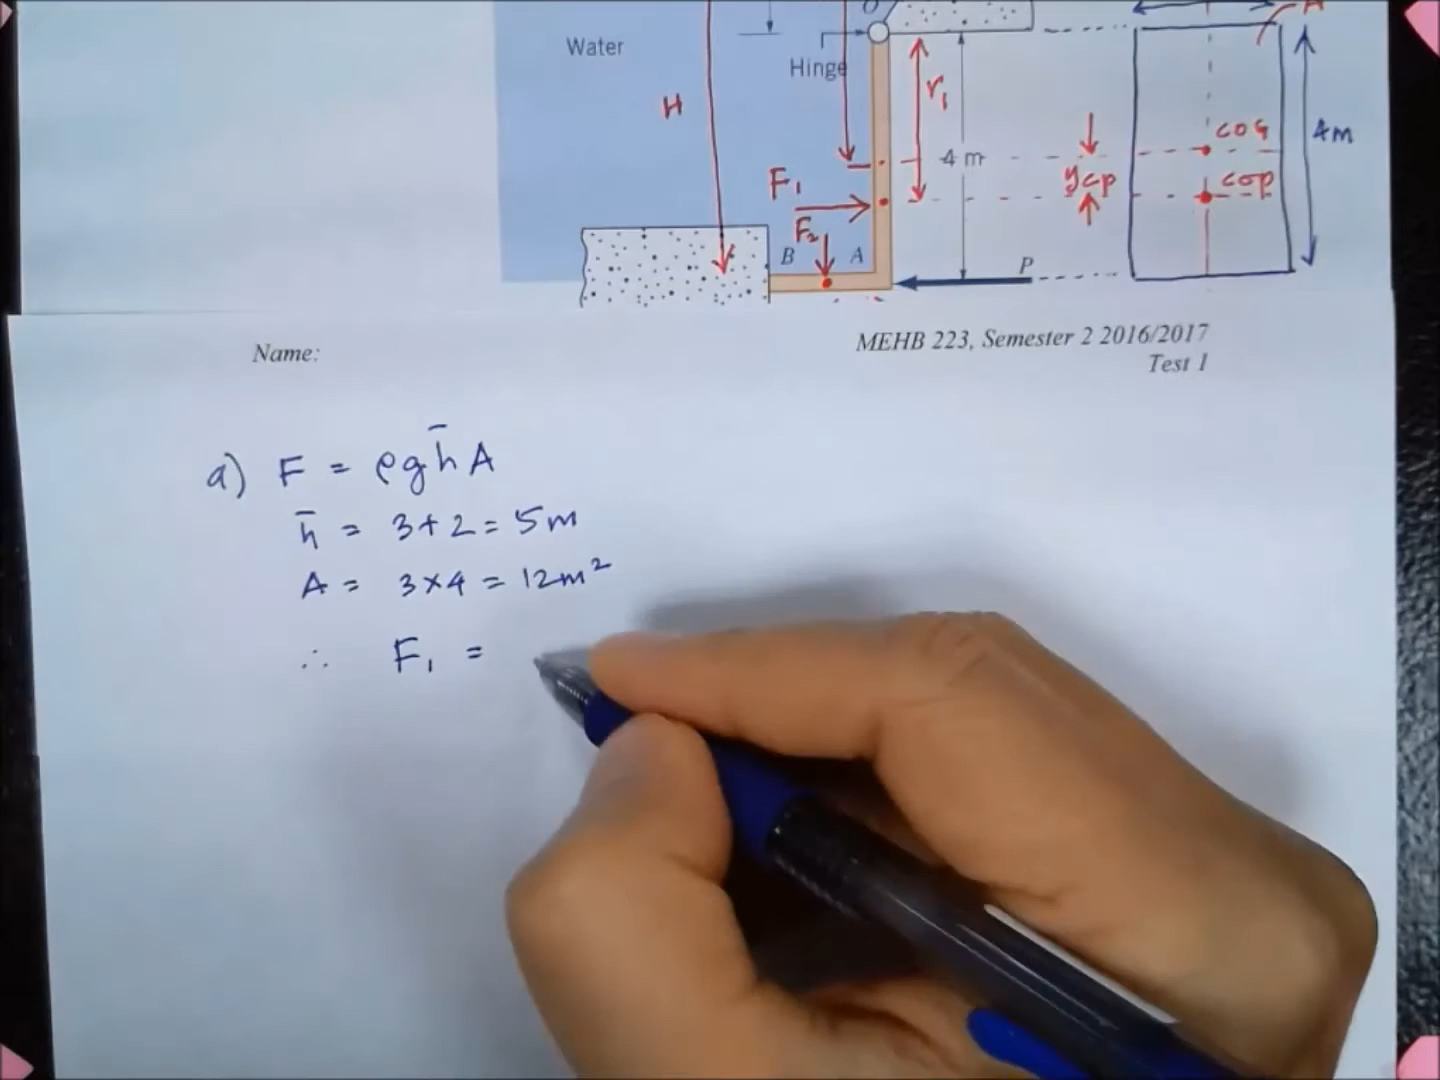 O
Water
Hinge
H
r₁
4 m
COG
ycp
COP
4m
F₁
F₂
B
A
P
Name:
MEHB 223, Semester 2 2016/2017
Test 1
a) F = ρgh̄A
h̄ = 3+2 = 5m
A = 3×4 = 12m²
∴ F₁ =